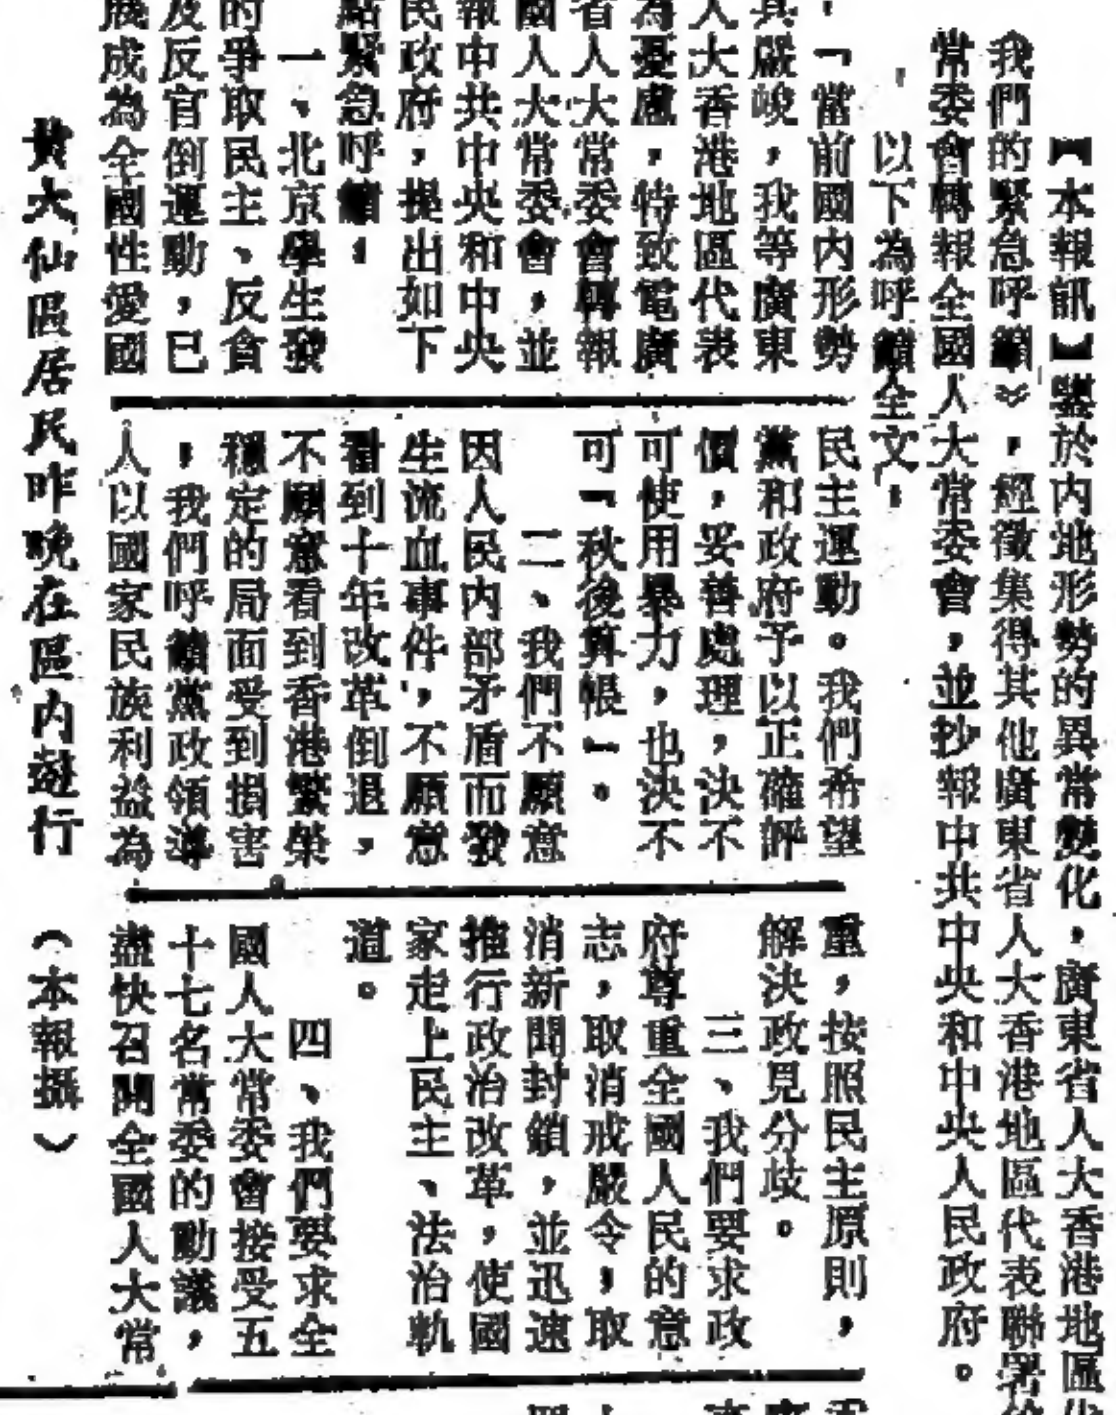 【本報訊】鑒於内地形勢的異常變化，廣東省人大香港地區代
我們的緊急呼籲》，經徵集得其他廣東省人大香港地區代表聯署
常委會轉報全國人大常委會，並抄報中共中央和中央人民政府。
以下為呼籲全文，
，「當前國内形勢
其嚴峻，我等廣東
人大香港地區代表
為憂慮，特致電廣
省人大常委會轉報
國人大常委會，並
報中共中央和中央
民政府，提出如下
點緊急呼籲：
一、北京學生發
的爭取民主、反貪
及反官倒運動，已
展成為全國性愛國
民主運動。我們希望
黨和政府予以正確評
價，妥善處理，決不
可使用暴力，也決不
可「秋後算帳」。
二、我們不願意
因人民内部矛盾而發
生流血事件，不願意
看到十年改革倒退，
不願意看到香港繁榮
穩定的局面受到損害
，我們呼籲黨政領導
人以國家民族利益為
重，按照民主原則，
解決政見分歧。
三、我們要求政
府尊重全國人民的意
志，取消戒嚴令，取
消新聞封鎖，並迅速
推行政治改革，使國
家走上民主、法治軌
道。
四、我們要求全
國人大常委會接受五
十七名常委的動議，
盡快召開全國人大常
黃大仙區居民昨晚在區内遊行
（本報攝）